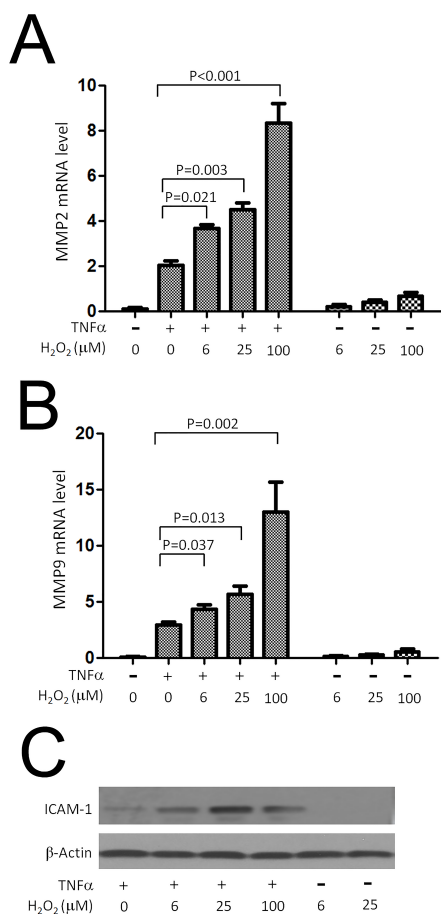 A
P<0.001
10
8
6
4
2
0
MMP2 mRNA level
P=0.003
P=0.021
TNFα - + + + + - - -
H₂O₂ (μM) 0 0 6 25 100 6 25 100
B
P=0.002
20
15
10
5
0
MMP9 mRNA level
P=0.013
P=0.037
TNFα - + + + + - - -
H₂O₂ (μM) 0 0 6 25 100 6 25 100
C
ICAM-1
β-Actin
TNFα + + + + - -
H₂O₂ (μM) 0 6 25 100 6 25